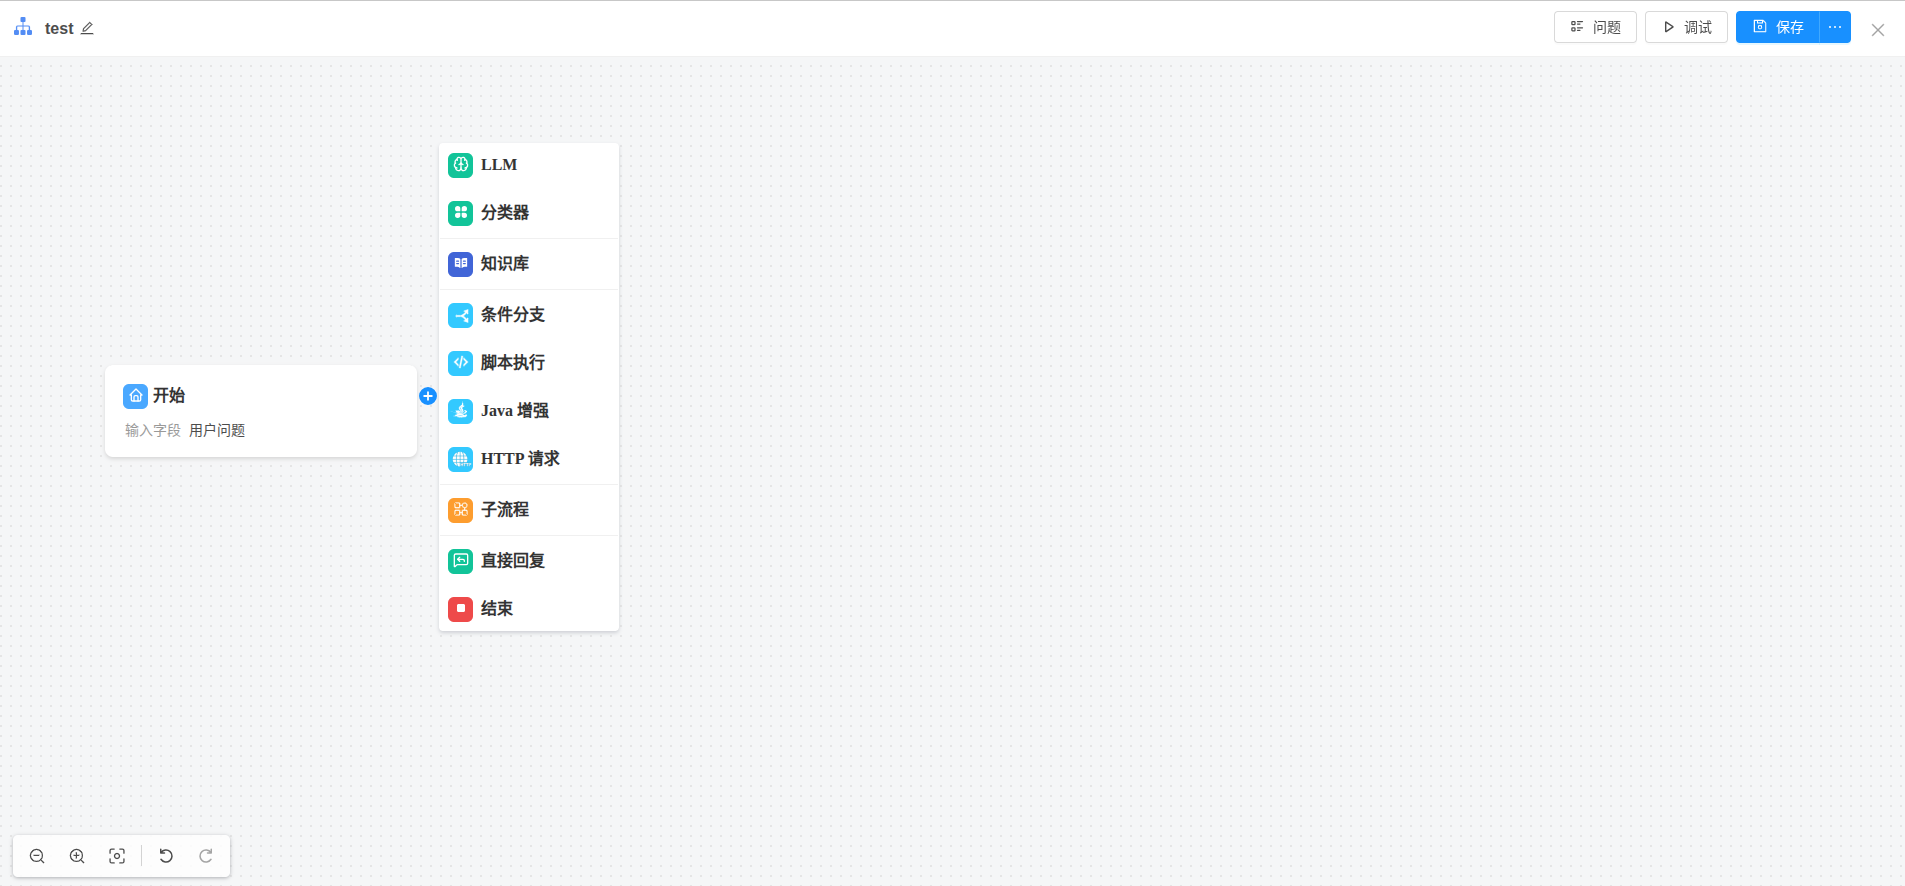 test
问题
调试
保存
LLM
分类器
知识库
条件分支
脚本执行
Java 增强
HTTP 请求
子流程
直接回复
结束
开始
输入字段 用户问题